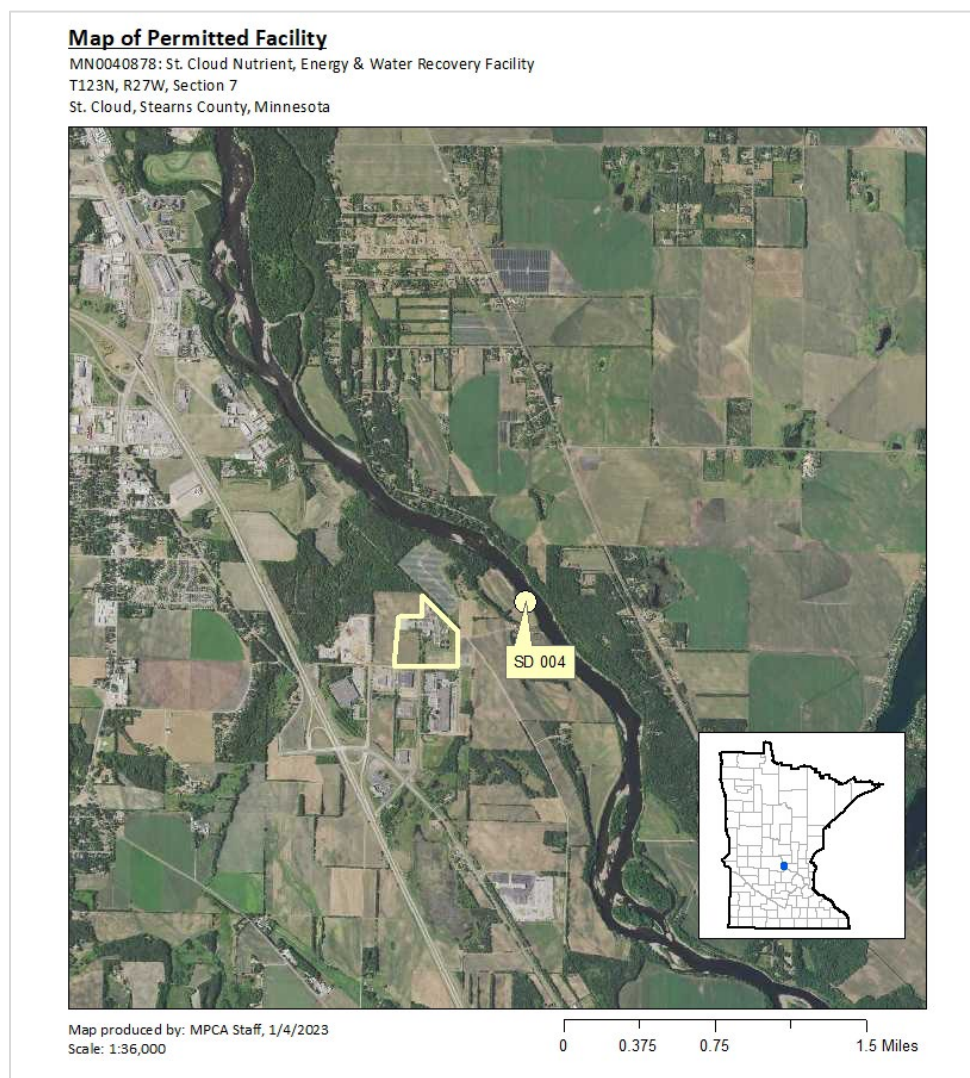 Map of Permitted Facility
MN0040878: St. Cloud Nutrient, Energy & Water Recovery Facility
T123N, R27W, Section 7
St. Cloud, Stearns County, Minnesota
SD 004
Map produced by: MPCA Staff, 1/4/2023
Scale: 1:36,000
0 0.375 0.75 1.5 Miles